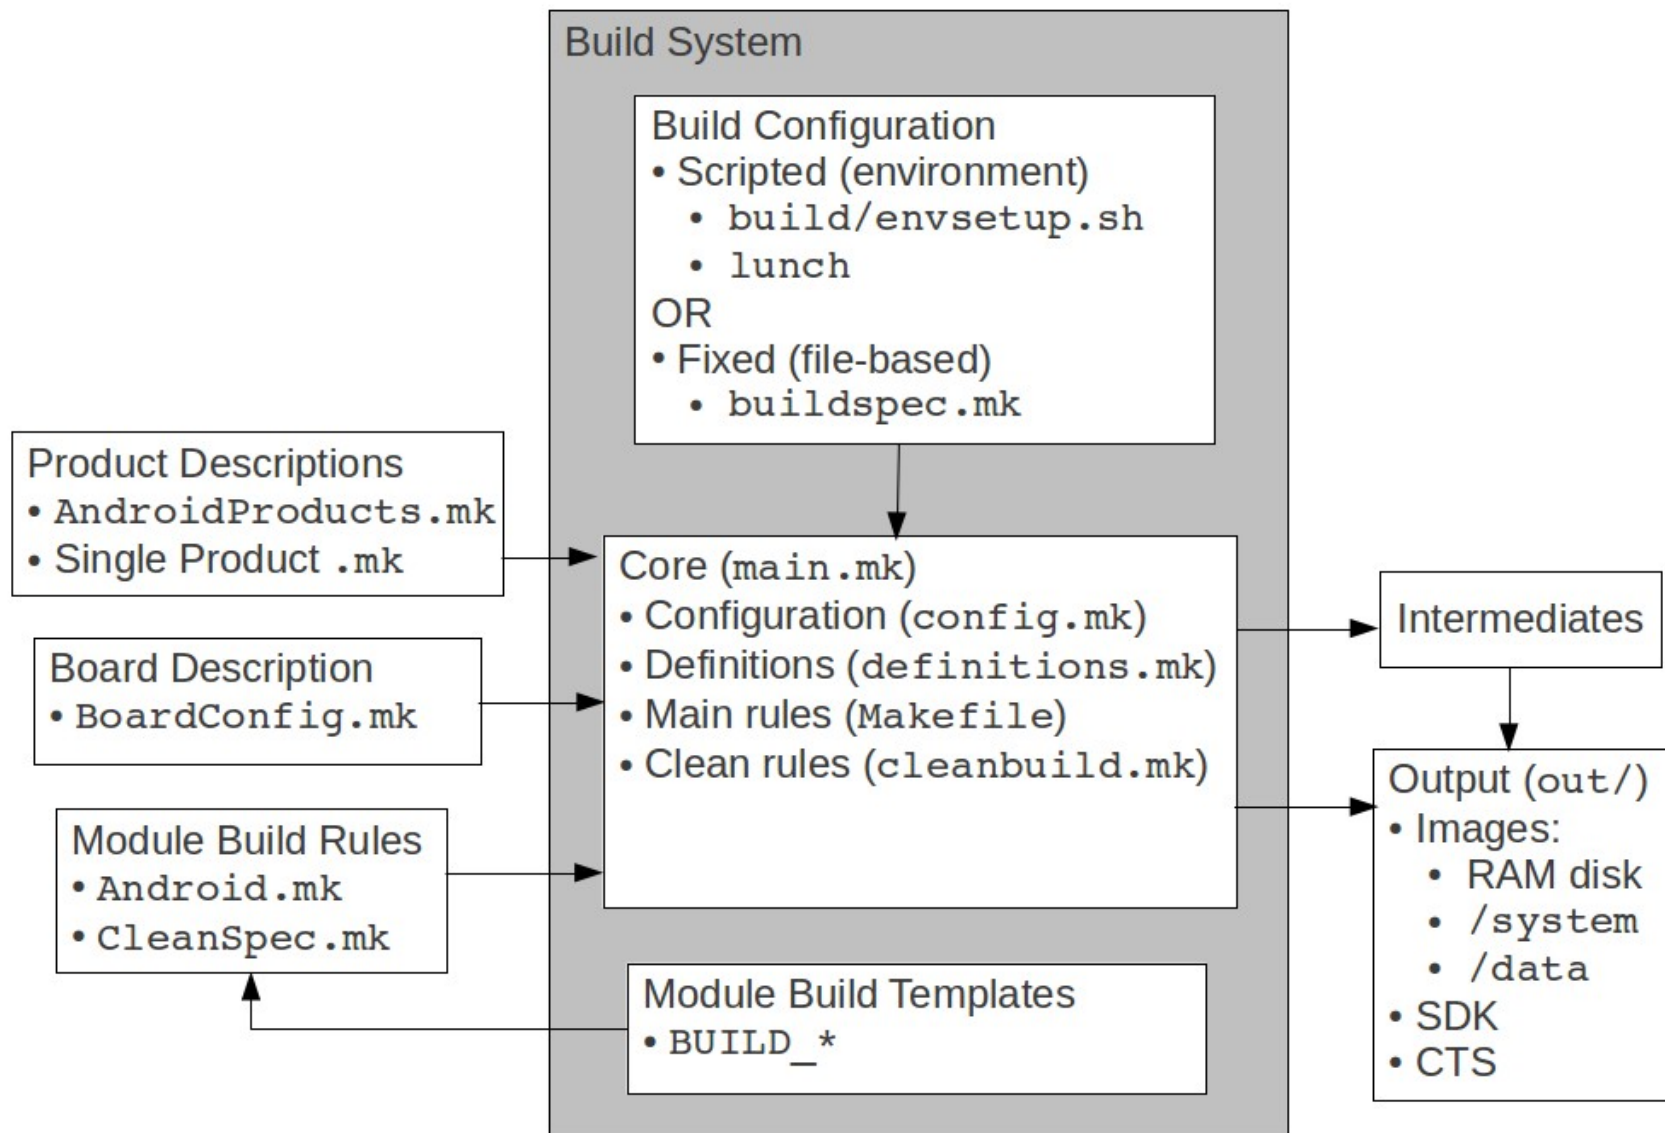 Build System
Build Configuration
• Scripted (environment)
• build/envsetup.sh
• lunch
OR
• Fixed (file-based)
• buildspec.mk
Product Descriptions
• AndroidProducts.mk
• Single Product .mk
Board Description
• BoardConfig.mk
Module Build Rules
• Android.mk
• CleanSpec.mk
Core (main.mk)
• Configuration (config.mk)
• Definitions (definitions.mk)
• Main rules (Makefile)
• Clean rules (cleanbuild.mk)
Module Build Templates
• BUILD_*
Intermediates
Output (out/)
• Images:
• RAM disk
• /system
• /data
• SDK
• CTS